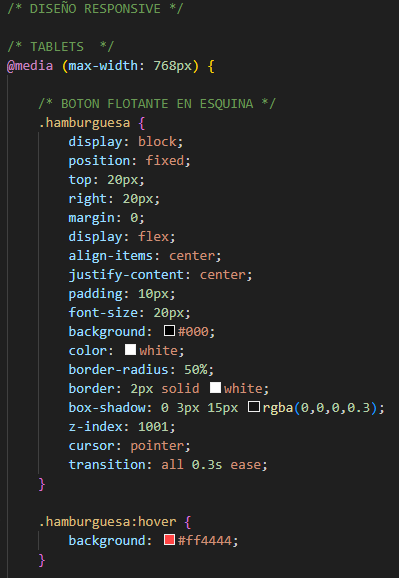 /* DISEÑO RESPONSIVE */
/* TABLETS  */
@media (max-width: 768px) {
/* BOTON FLOTANTE EN ESQUINA */
.hamburguesa {
display: block;
position: fixed;
top: 20px;
right: 20px;
margin: 0;
display: flex;
align-items: center;
justify-content: center;
padding: 10px;
font-size: 20px;
background: #000;
color: white;
border-radius: 50%;
border: 2px solid white;
box-shadow: 0 3px 15px rgba(0,0,0,0.3);
z-index: 1001;
cursor: pointer;
transition: all 0.3s ease;
}
.hamburguesa:hover {
background: #ff4444;
}